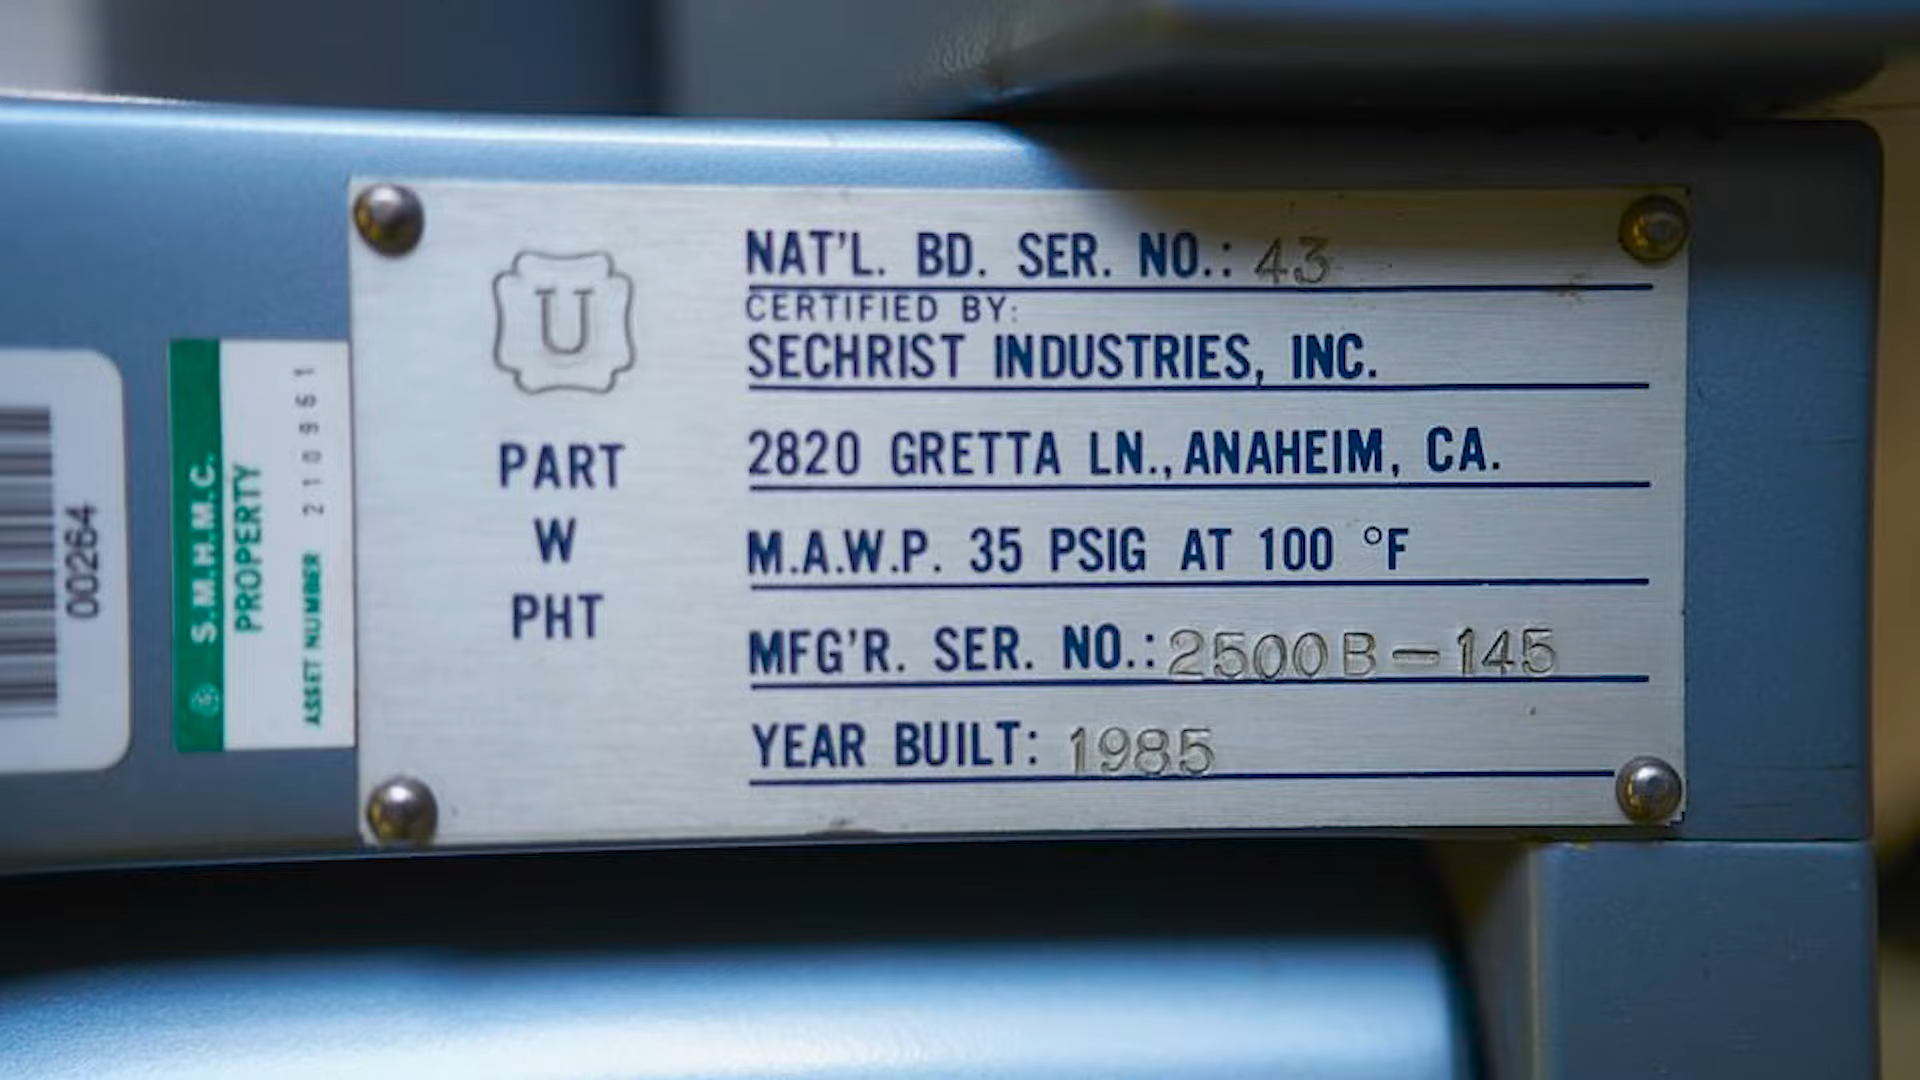 00264
S.M.H.M.C.
PROPERTY
ASSET NUMBER 210961
U
PART
W
PHT
NAT'L. BD. SER. NO.: 43
CERTIFIED BY:
SECHRIST INDUSTRIES, INC.
2820 GRETTA LN., ANAHEIM, CA.
M.A.W.P. 35 PSIG AT 100 °F
MFG'R. SER. NO.: 2500B-145
YEAR BUILT: 1985